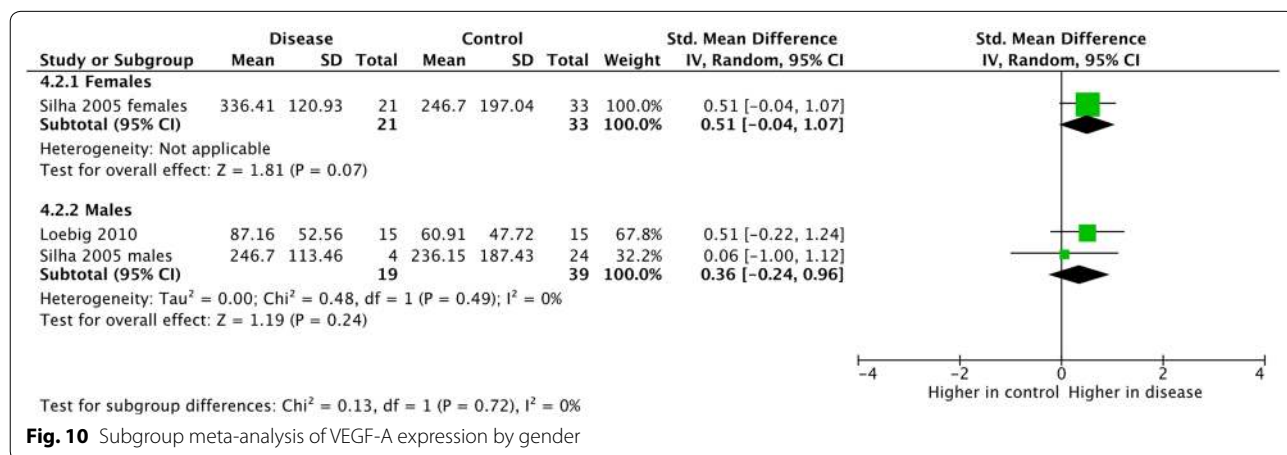 Disease Control Std. Mean Difference Std. Mean Difference
Study or Subgroup Mean SD Total Mean SD Total Weight IV, Random, 95% CI IV, Random, 95% CI
4.2.1 Females
Silha 2005 females 336.41 120.93 21 246.7 197.04 33 100.0% 0.51 [−0.04, 1.07]
Subtotal (95% CI) 21 33 100.0% 0.51 [−0.04, 1.07]
Heterogeneity: Not applicable
Test for overall effect: Z = 1.81 (P = 0.07)
4.2.2 Males
Loebig 2010 87.16 52.56 15 60.91 47.72 15 67.8% 0.51 [−0.22, 1.24]
Silha 2005 males 246.7 113.46 4 236.15 187.43 24 32.2% 0.06 [−1.00, 1.12]
Subtotal (95% CI) 19 39 100.0% 0.36 [−0.24, 0.96]
Heterogeneity: Tau² = 0.00; Chi² = 0.48, df = 1 (P = 0.49); I² = 0%
Test for overall effect: Z = 1.19 (P = 0.24)
−4 −2 0 2 4
Higher in control Higher in disease
Test for subgroup differences: Chi² = 0.13, df = 1 (P = 0.72), I² = 0%
Fig. 10 Subgroup meta-analysis of VEGF-A expression by gender